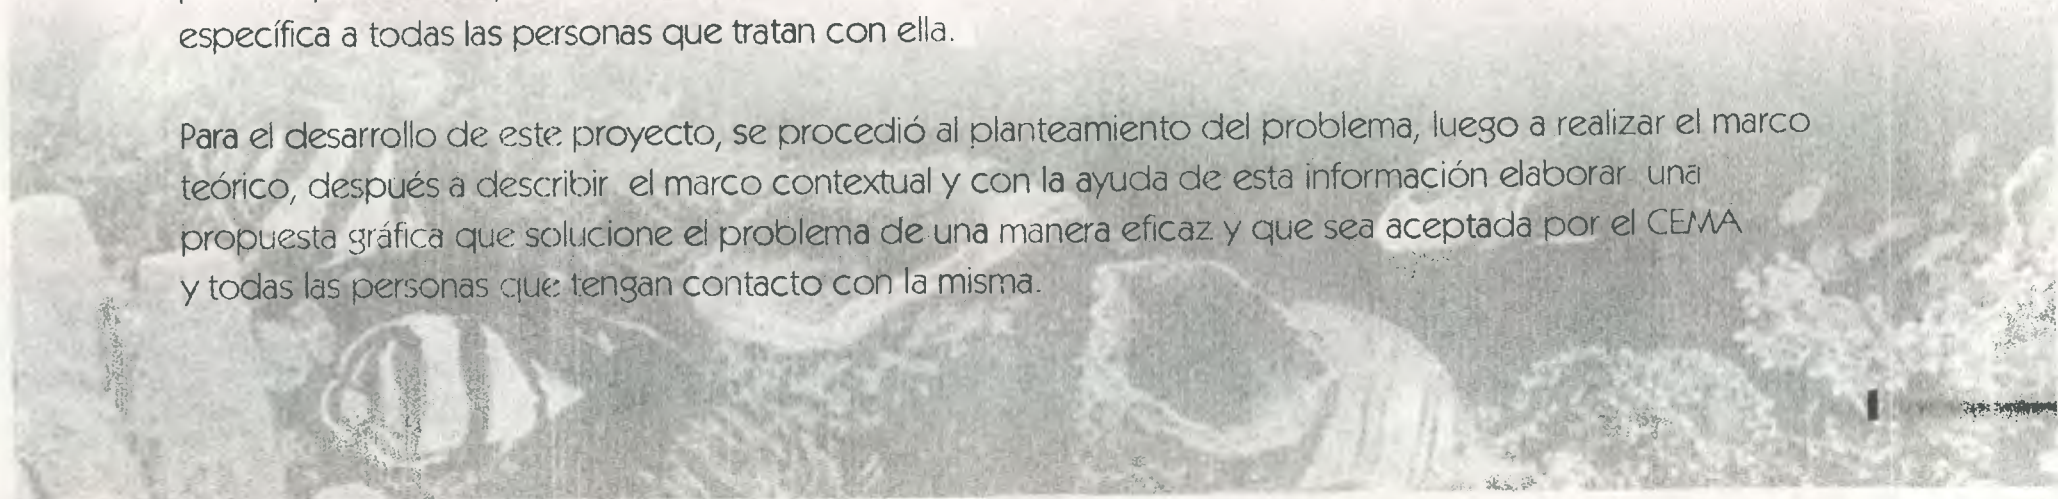 específica a todas las personas que tratan con ella.
Para el desarrollo de este proyecto, se procedió al planteamiento del problema, luego a realizar el marco
teórico, después a describir el marco contextual y con la ayuda de esta información elaborar una
propuesta gráfica que solucione el problema de una manera eficaz y que sea aceptada por el CEMA
y todas las personas que tengan contacto con la misma.